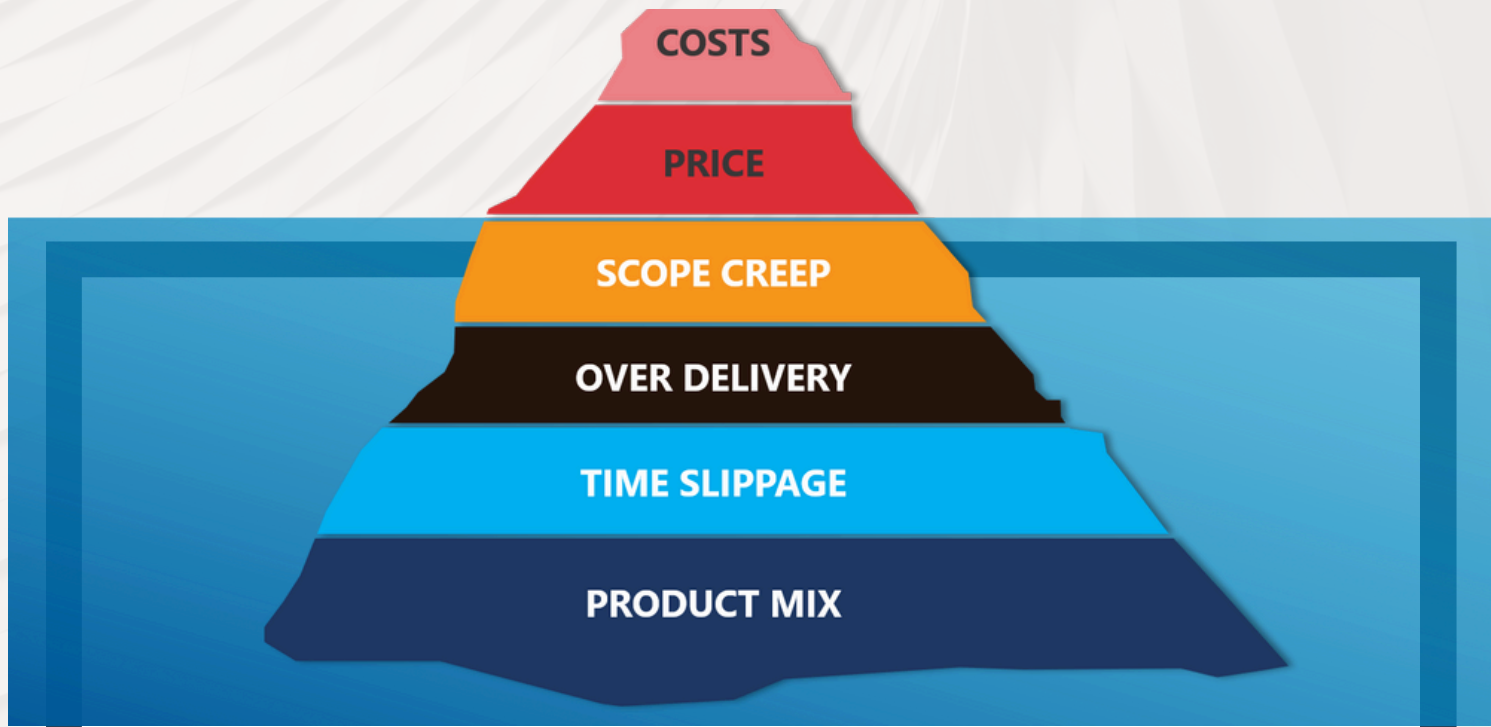 COSTS
PRICE
SCOPE CREEP
OVER DELIVERY
TIME SLIPPAGE
PRODUCT MIX